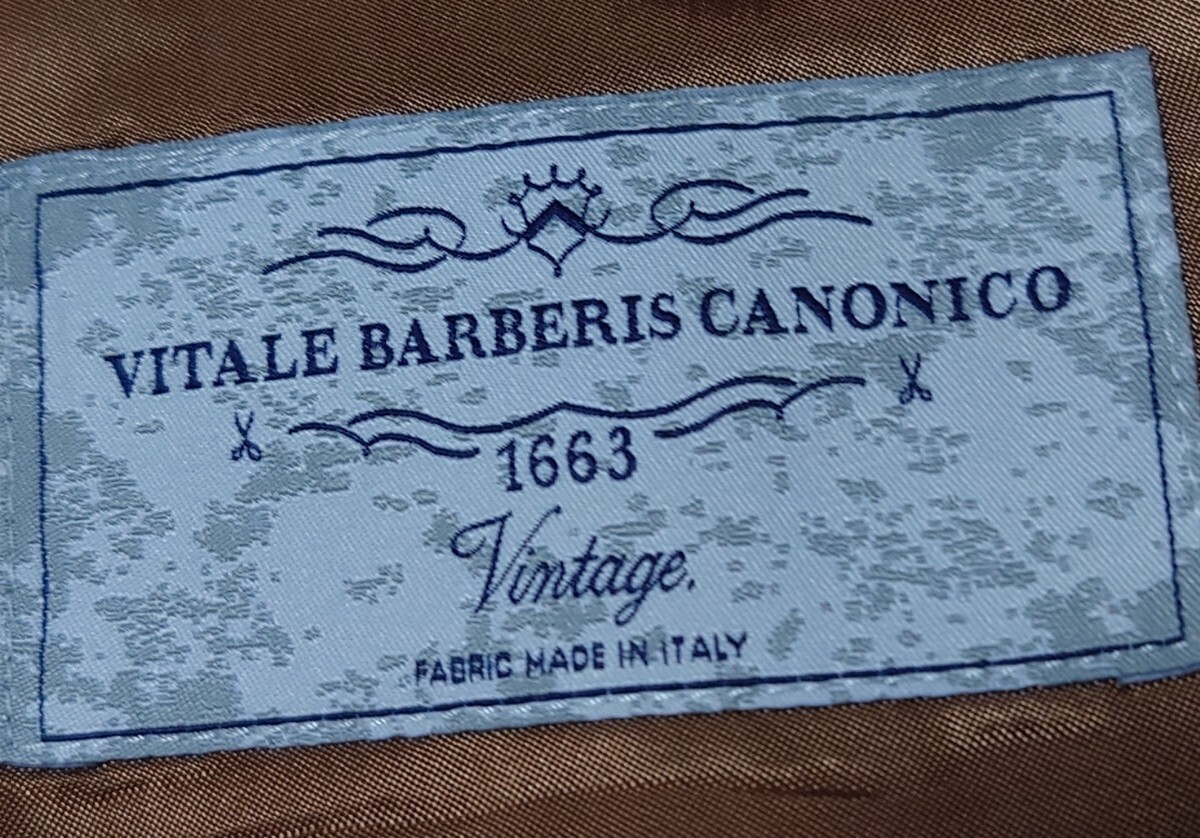 VITALE BARBERIS CANONICO
1663
Vintage.
FABRIC MADE IN ITALY